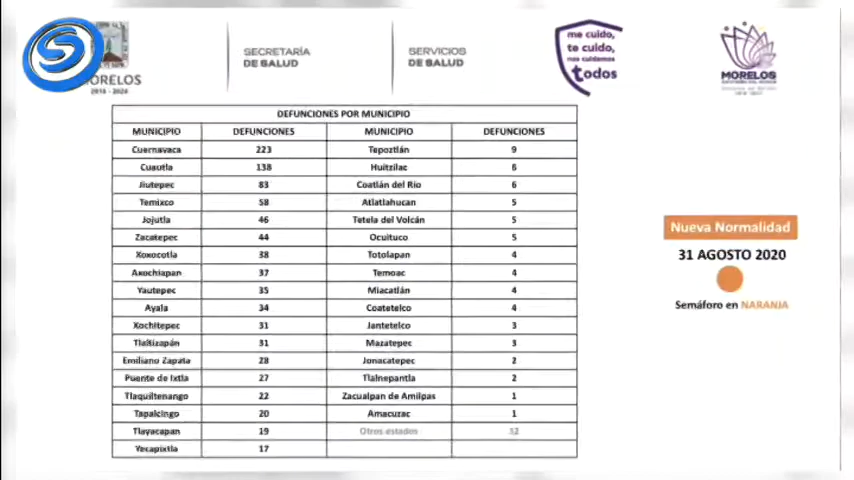 S
MORELOS
2018 - 2024
SECRETARÍA
DE SALUD
SERVICIOS
DE SALUD
me cuido,
te cuido,
nos cuidamos
todos
MORELOS
DEFUNCIONES POR MUNICIPIO
MUNICIPIO DEFUNCIONES MUNICIPIO DEFUNCIONES
Cuernavaca 223 Tepoztlán 9
Cuautla 138 Huitzilac 6
Jiutepec 83 Coatlán del Río 6
Temixco 58 Atlatlahucan 5
Jojutla 46 Tetela del Volcán 5
Zacatepec 44 Ocuituco 5
Xoxocotla 38 Totolapan 4
Axochiapan 37 Temoac 4
Yautepec 35 Miacatlán 4
Ayala 34 Coatetelco 4
Xochitepec 31 Jantetelco 3
Tlaltizapán 31 Mazatepec 3
Emiliano Zapata 28 Jonacatepec 2
Puente de Ixtla 27 Tlalnepantla 2
Tlaquiltenango 22 Zacualpan de Amilpas 1
Tapalcingo 20 Amacuzac 1
Tlayacapan 19 Otros estados
Yecapixtla 17
Nueva Normalidad
31 AGOSTO 2020
Semáforo en NARANJA